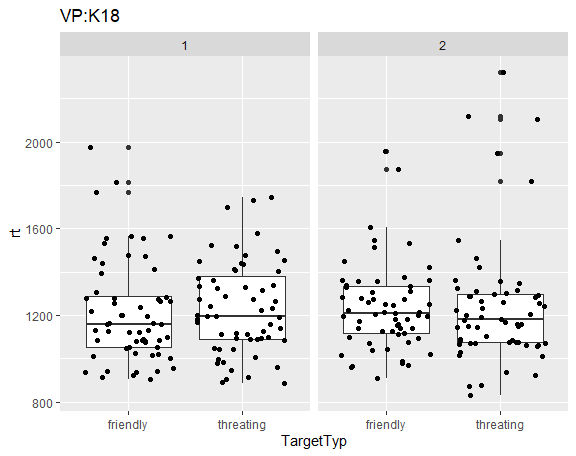 VP:K18
1 2
2000
1600
1200
800
rt
friendly threating friendly threating
TargetTyp